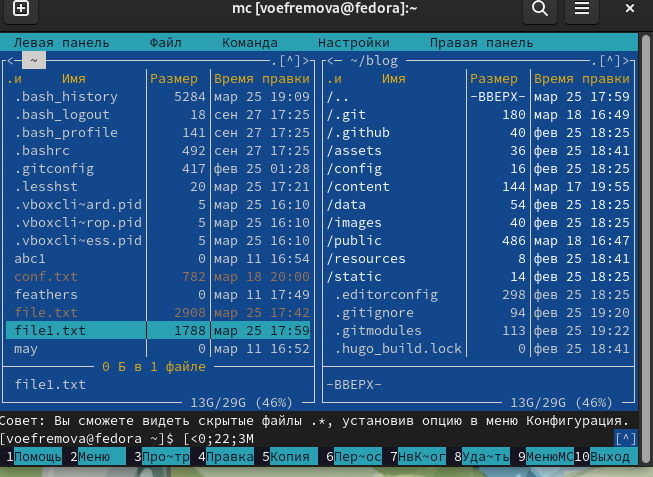 mc [voefremova@fedora]:~
Левая панель Файл Команда Настройки Правая панель
<— ~ .[^]> <— ~/blog .[^]>
.и Имя Размер Время правки .и Имя Размер Время правки
.bash_history 5284 мар 25 19:09 /.. -ВВЕРХ- мар 25 17:59
.bash_logout 18 сен 27 17:25 /.git 180 мар 18 16:49
.bash_profile 141 сен 27 17:25 /.github 40 фев 25 18:25
.bashrc 492 сен 27 17:25 /assets 36 фев 25 18:41
.gitconfig 417 фев 25 01:28 /config 16 фев 25 18:25
.lesshst 20 мар 25 17:21 /content 144 мар 17 19:55
.vboxcli~ard.pid 5 мар 25 16:10 /data 54 фев 25 18:25
.vboxcli~rop.pid 5 мар 25 16:10 /images 40 фев 25 18:25
.vboxcli~ess.pid 5 мар 25 16:10 /public 486 мар 18 16:47
abc1 0 мар 11 16:54 /resources 8 фев 25 18:41
conf.txt 782 мар 18 20:00 /static 14 фев 25 18:25
feathers 0 мар 11 17:49 .editorconfig 298 фев 25 18:25
file.txt 2908 мар 25 17:42 .gitignore 94 фев 25 19:20
file1.txt 1788 мар 25 17:59 .gitmodules 113 фев 25 19:22
may 0 мар 11 16:52 .hugo_build.lock 0 фев 25 18:41
0 Б в 1 файле
file1.txt -ВВЕРХ-
13G/29G (46%) 13G/29G (46%)
Совет: Вы сможете видеть скрытые файлы .*, установив опцию в меню Конфигурация.
[voefremova@fedora ~]$ [<0;22;3M [^]
1Помощь 2Меню 3Про~тр 4Правка 5Копия 6Пер~ос 7НвК~ог 8Уда~ть 9МенюMC 10Выход